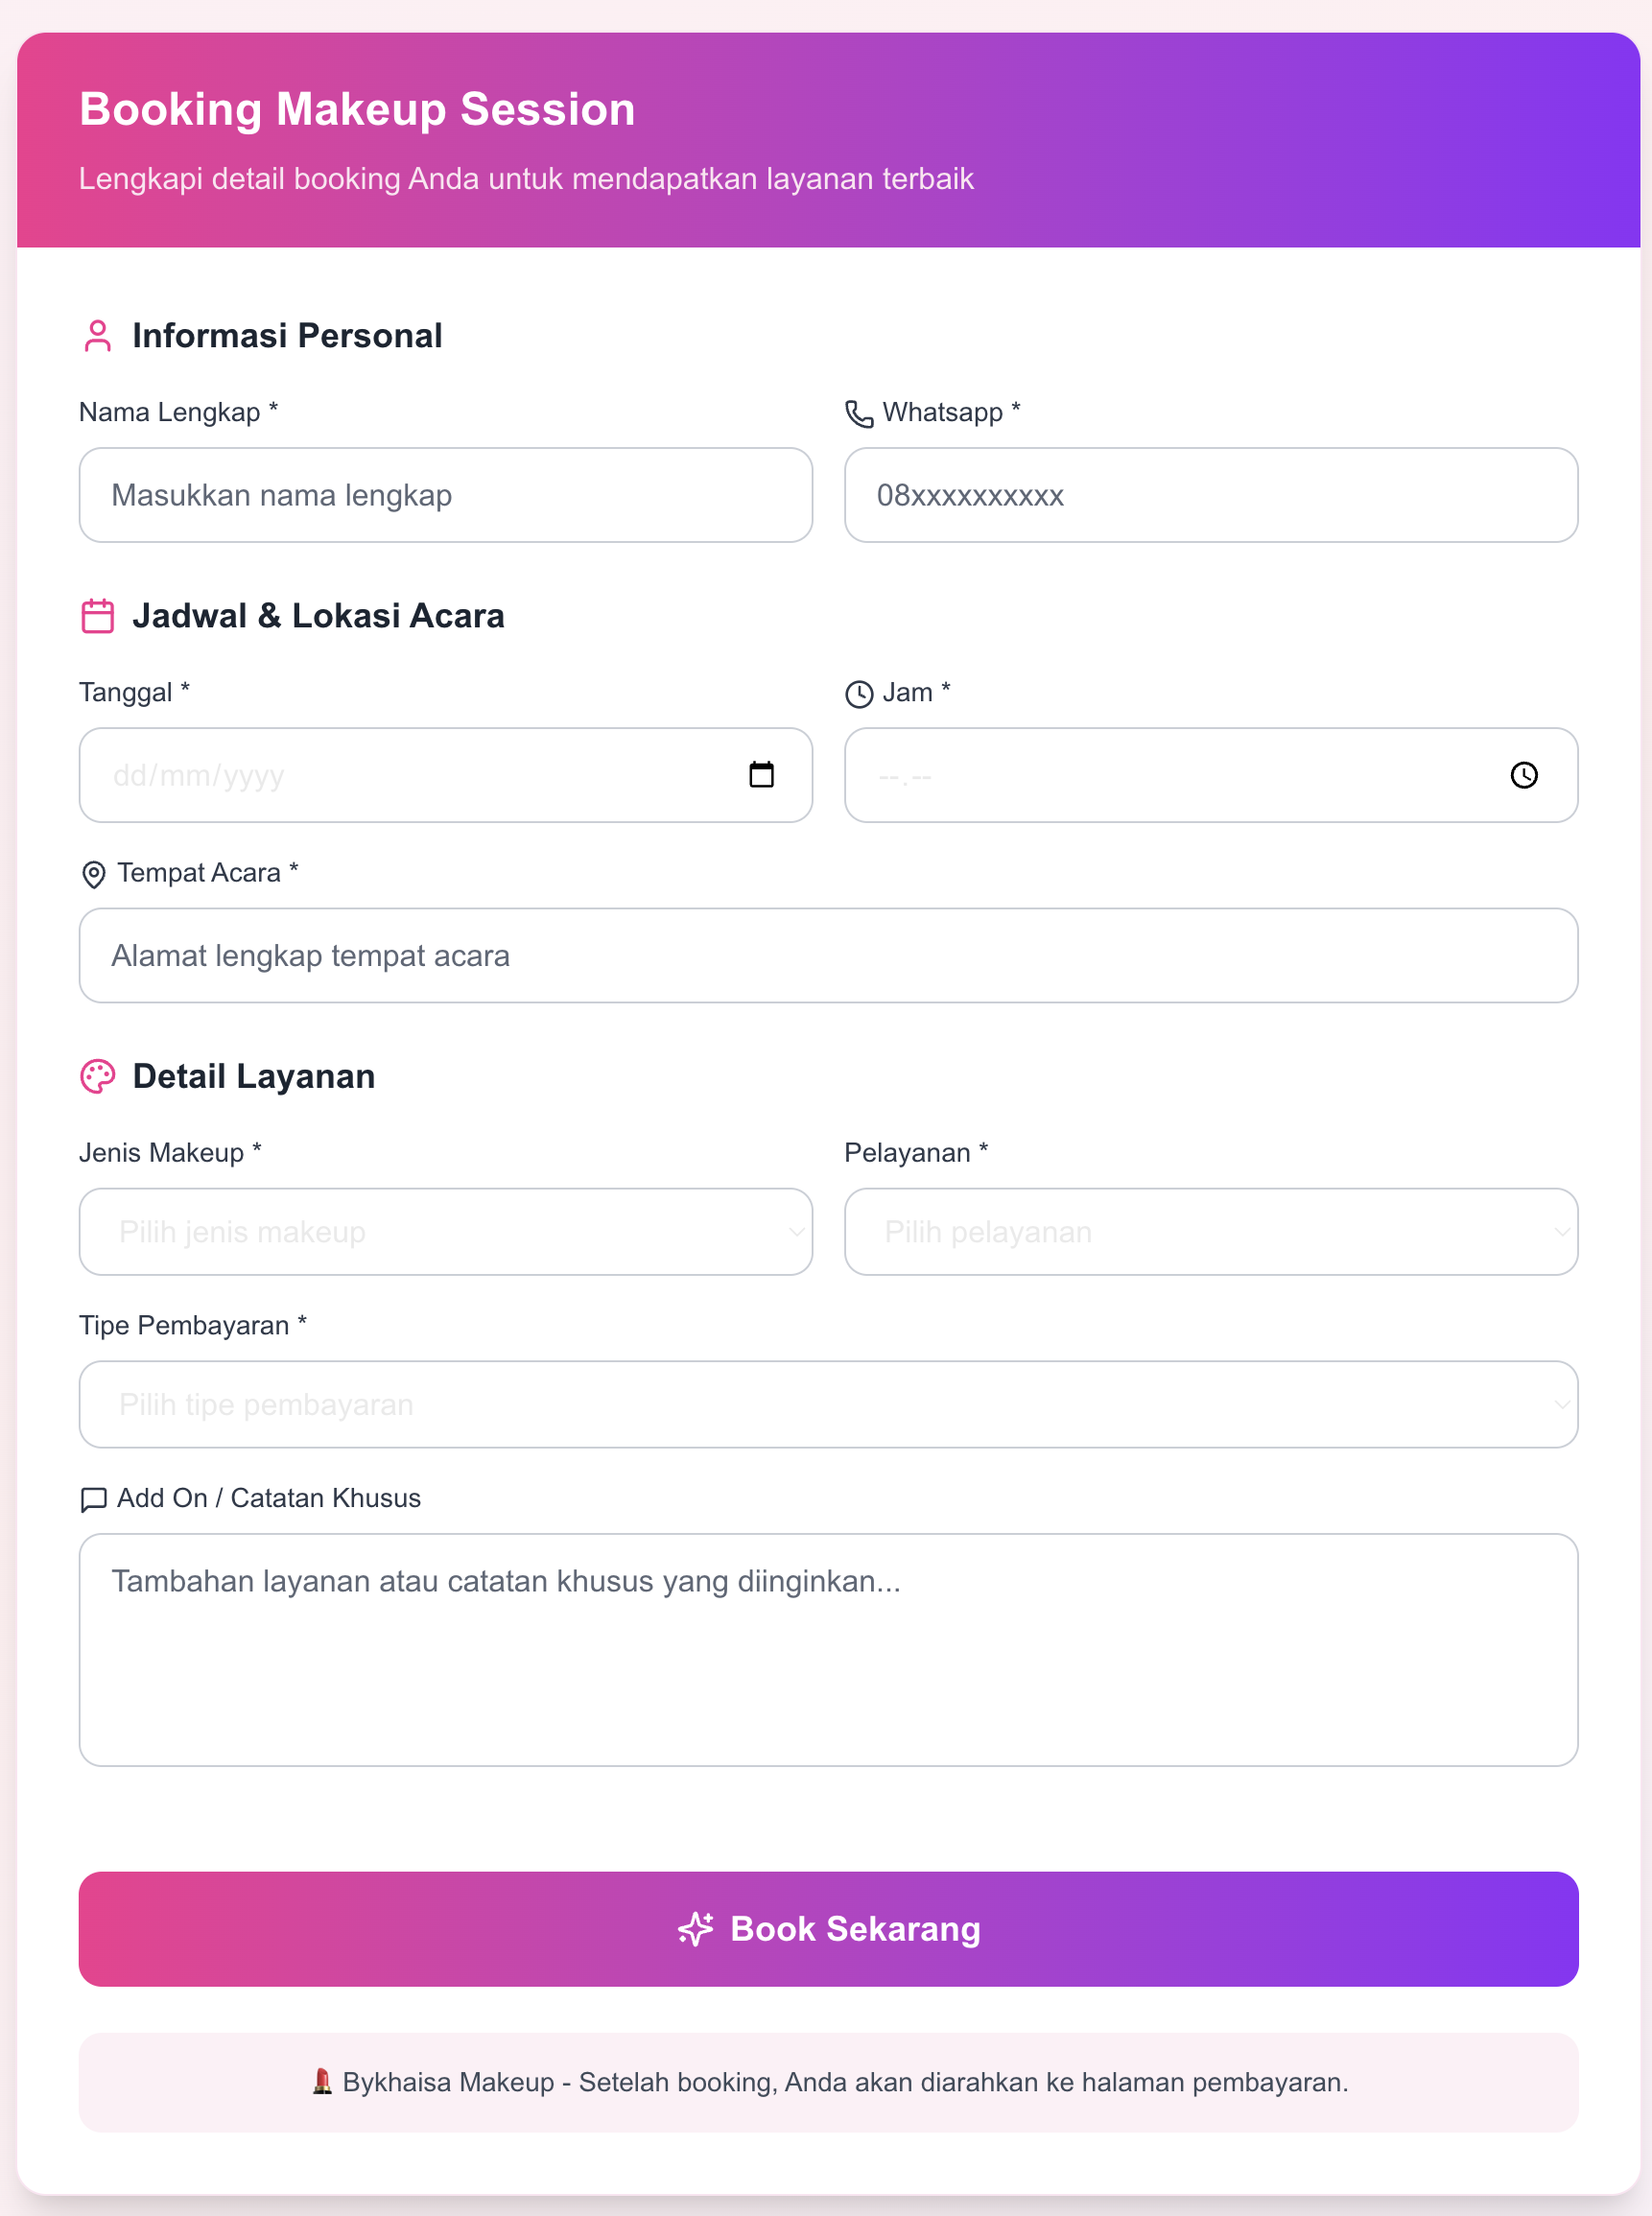 Booking Makeup Session
Lengkapi detail booking Anda untuk mendapatkan layanan terbaik
Informasi Personal
Nama Lengkap *
Whatsapp *
Masukkan nama lengkap
08xxxxxxxxxx
Jadwal & Lokasi Acara
Tanggal *
Jam *
dd/mm/yyyy
--.--
Tempat Acara *
Alamat lengkap tempat acara
Detail Layanan
Jenis Makeup *
Pelayanan *
Pilih jenis makeup
Pilih pelayanan
Tipe Pembayaran *
Pilih tipe pembayaran
Add On / Catatan Khusus
Tambahan layanan atau catatan khusus yang diinginkan...
Book Sekarang
💄 Bykhaisa Makeup - Setelah booking, Anda akan diarahkan ke halaman pembayaran.